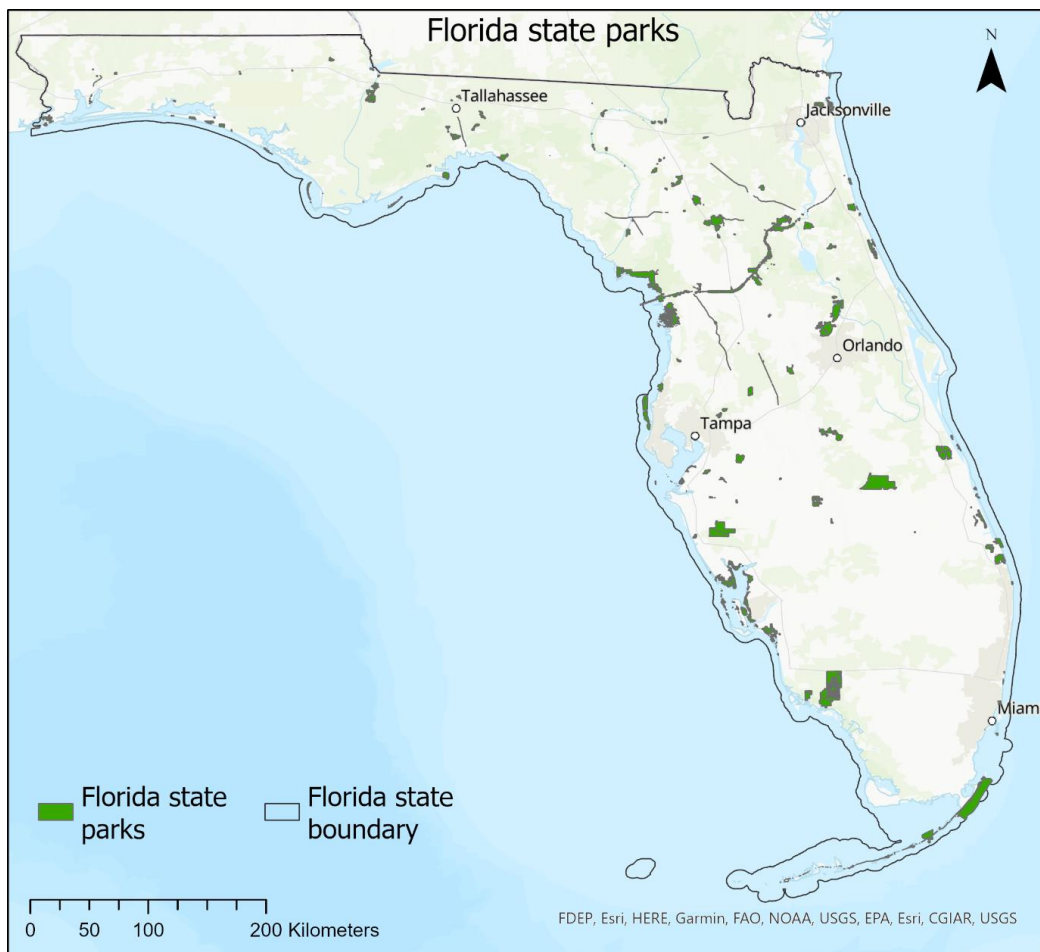 Florida state parks
N
Tallahassee
Jacksonville
Orlando
Tampa
Miam
Florida state
parks
Florida state
boundary
0 50 100 200 Kilometers
FDEP, Esri, HERE, Garmin, FAO, NOAA, USGS, EPA, Esri, CGIAR, USGS